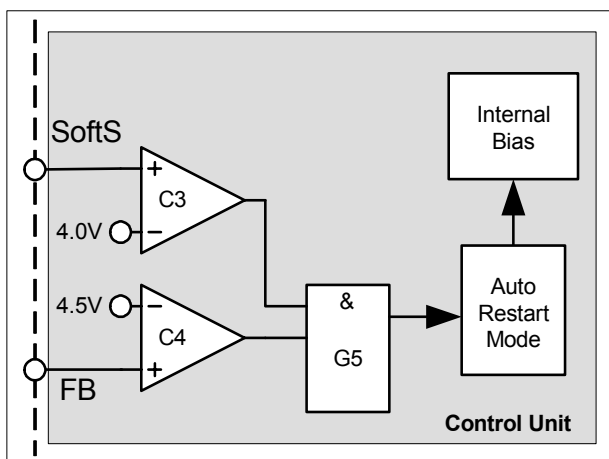 SoftS
+
C3
4.0V
−
4.5V
−
C4
+
FB
&
G5
Internal
Bias
Auto
Restart
Mode
Control Unit